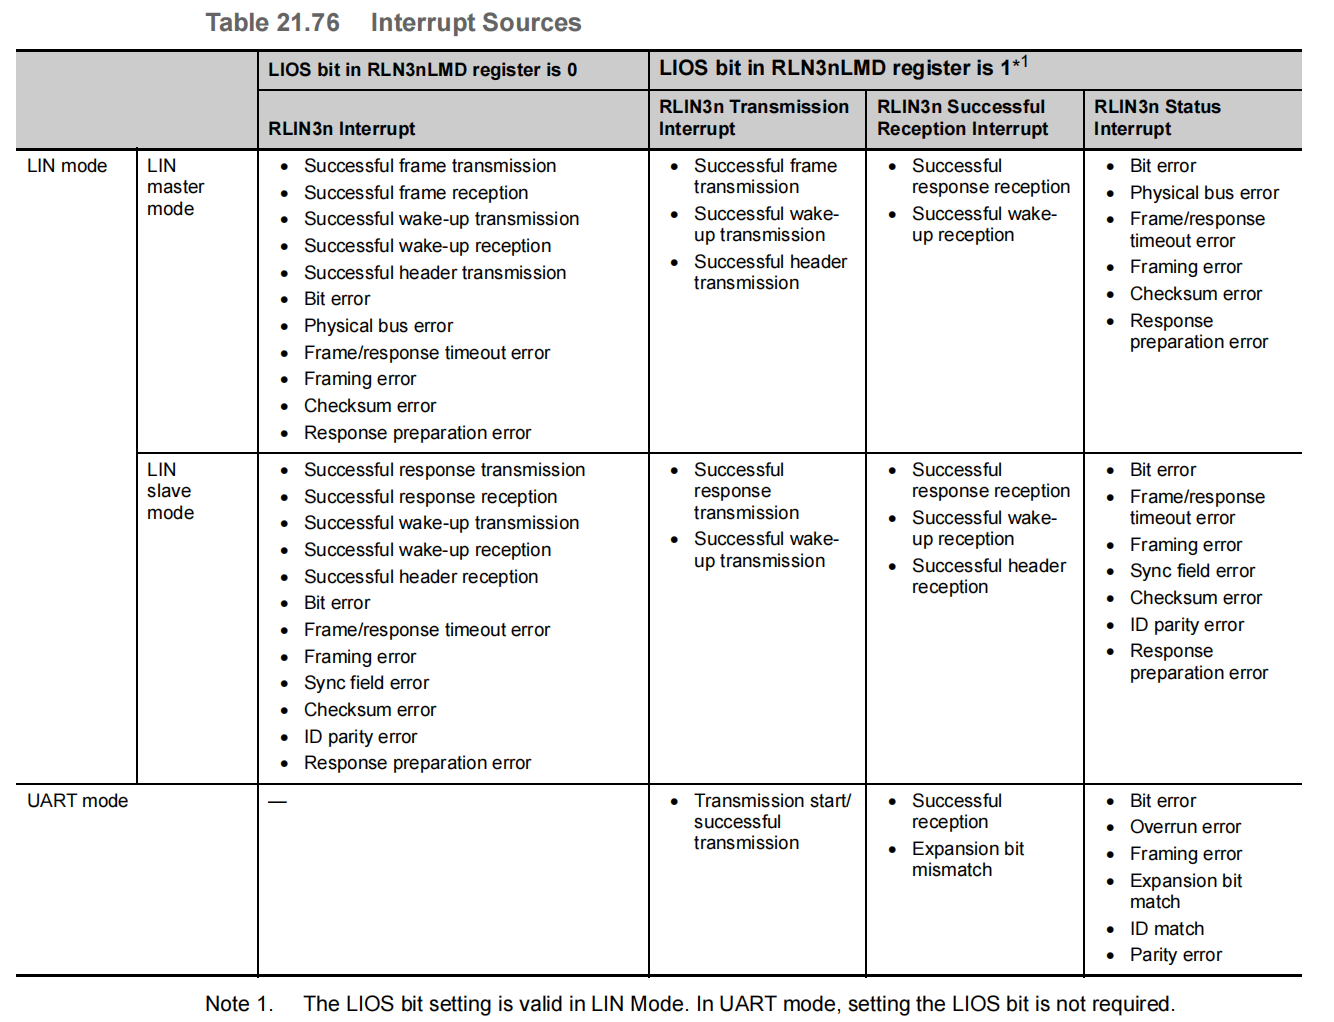 Table 21.76 Interrupt Sources
LIOS bit in RLN3nLMD register is 0
LIOS bit in RLN3nLMD register is 1*1
RLIN3n Interrupt
RLIN3n Transmission
Interrupt
RLIN3n Successful
Reception Interrupt
RLIN3n Status
Interrupt
LIN mode
LIN
master
mode
• Successful frame transmission
• Successful frame reception
• Successful wake-up transmission
• Successful wake-up reception
• Successful header transmission
• Bit error
• Physical bus error
• Frame/response timeout error
• Framing error
• Checksum error
• Response preparation error
• Successful frame
transmission
• Successful wake-
up transmission
• Successful header
transmission
• Successful
response reception
• Successful wake-
up reception
• Bit error
• Physical bus error
• Frame/response
timeout error
• Framing error
• Checksum error
• Response
preparation error
LIN
slave
mode
• Successful response transmission
• Successful response reception
• Successful wake-up transmission
• Successful wake-up reception
• Successful header reception
• Bit error
• Frame/response timeout error
• Framing error
• Sync field error
• Checksum error
• ID parity error
• Response preparation error
• Successful
response
transmission
• Successful wake-
up transmission
• Successful
response reception
• Successful wake-
up reception
• Successful header
reception
• Bit error
• Frame/response
timeout error
• Framing error
• Sync field error
• Checksum error
• ID parity error
• Response
preparation error
UART mode
—
• Transmission start/
successful
transmission
• Successful
reception
• Expansion bit
mismatch
• Bit error
• Overrun error
• Framing error
• Expansion bit
match
• ID match
• Parity error
Note 1. The LIOS bit setting is valid in LIN Mode. In UART mode, setting the LIOS bit is not required.